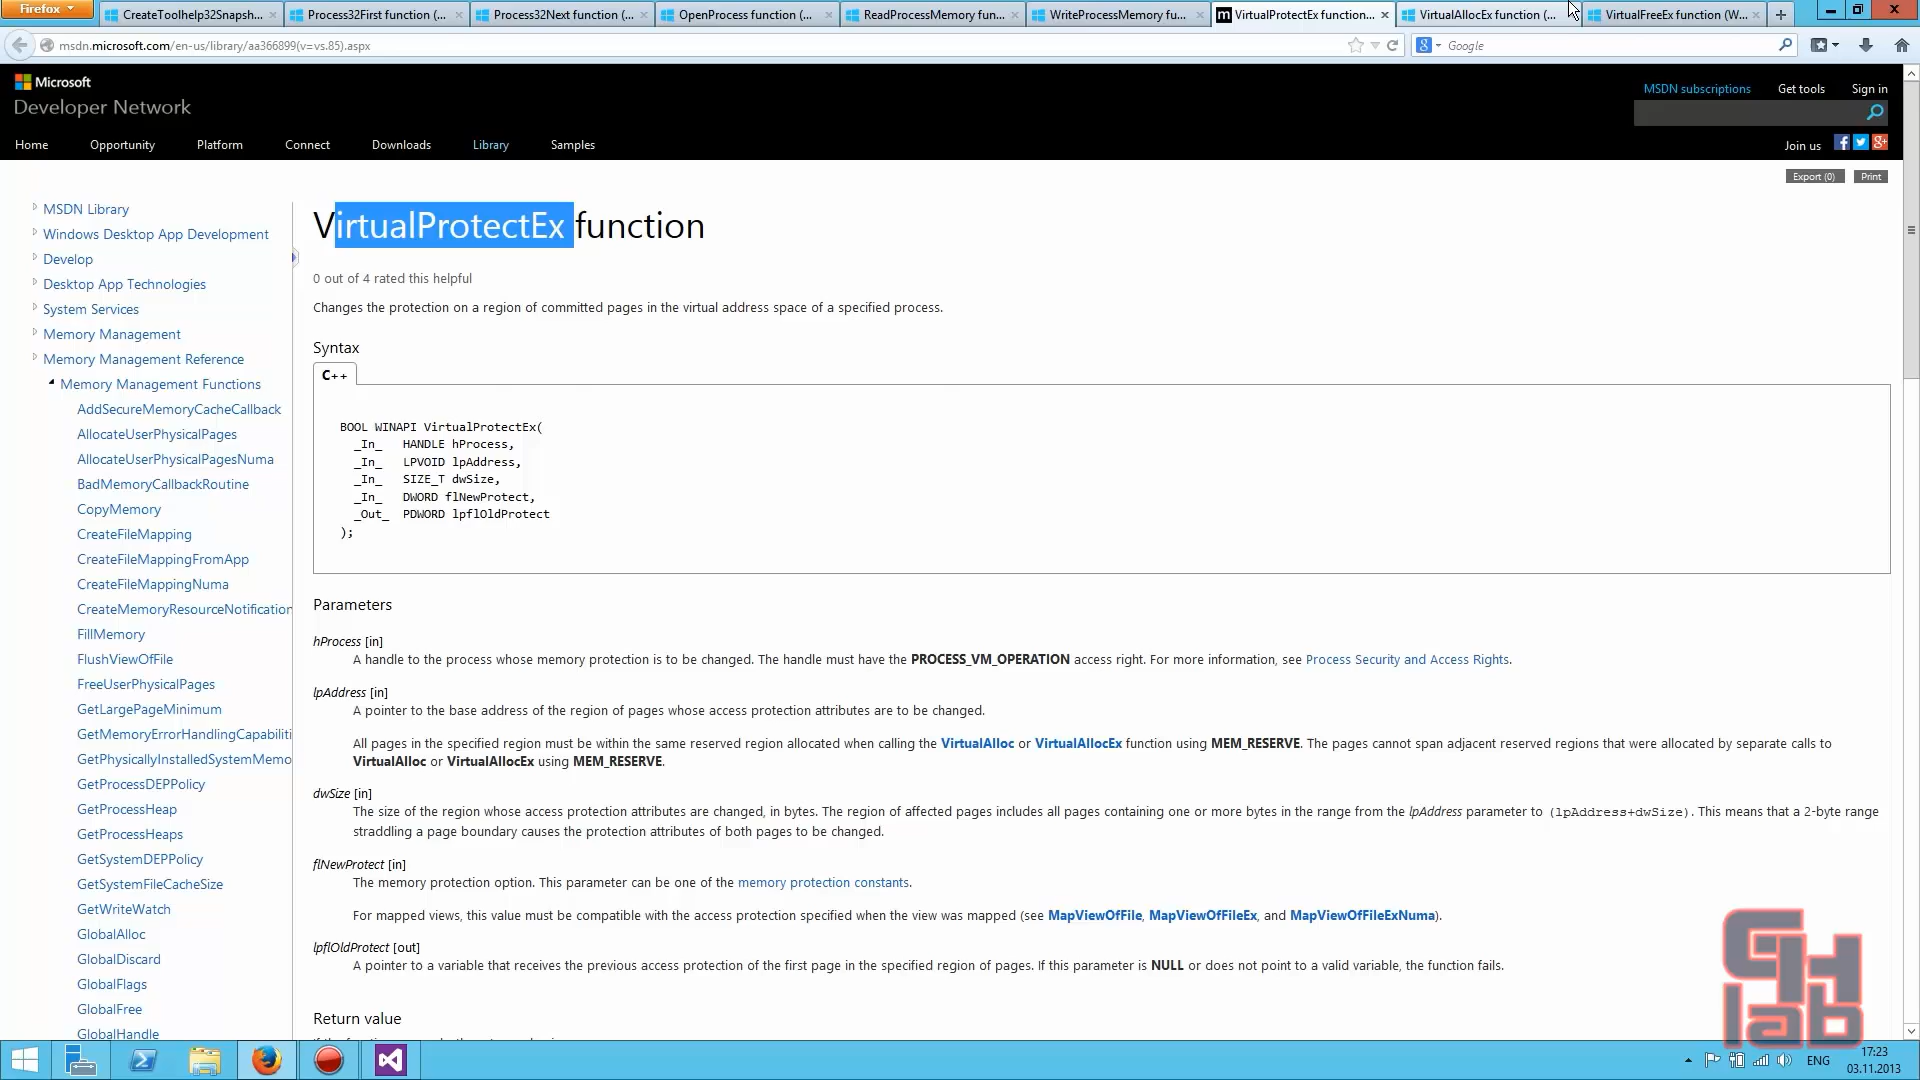 Firefox
CreateToolhelp32Snapsh...
Process32First function (...
Process32Next function (...
OpenProcess function (...
ReadProcessMemory fun...
WriteProcessMemory fu...
VirtualProtectEx function...
VirtualAllocEx function (...
VirtualFreeEx function (W...
msdn.microsoft.com/en-us/library/aa366899(v=vs.85).aspx
Google
Microsoft
Developer Network
MSDN subscriptions
Get tools
Sign in
Home
Opportunity
Platform
Connect
Downloads
Library
Samples
Join us
Export (0)
Print
MSDN Library
Windows Desktop App Development
Develop
Desktop App Technologies
System Services
Memory Management
Memory Management Reference
Memory Management Functions
AddSecureMemoryCacheCallback
AllocateUserPhysicalPages
AllocateUserPhysicalPagesNuma
BadMemoryCallbackRoutine
CopyMemory
CreateFileMapping
CreateFileMappingFromApp
CreateFileMappingNuma
CreateMemoryResourceNotification
FillMemory
FlushViewOfFile
FreeUserPhysicalPages
GetLargePageMinimum
GetMemoryErrorHandlingCapabiliti
GetPhysicallyInstalledSystemMemo
GetProcessDEPPolicy
GetProcessHeap
GetProcessHeaps
GetSystemDEPPolicy
GetSystemFileCacheSize
GetWriteWatch
GlobalAlloc
GlobalDiscard
GlobalFlags
GlobalFree
GlobalHandle
VirtualProtectEx function
0 out of 4 rated this helpful
Changes the protection on a region of committed pages in the virtual address space of a specified process.
Syntax
C++
BOOL WINAPI VirtualProtectEx(
_In_ HANDLE hProcess,
_In_ LPVOID lpAddress,
_In_ SIZE_T dwSize,
_In_ DWORD flNewProtect,
_Out_ PDWORD lpflOldProtect
);
Parameters
hProcess [in]
A handle to the process whose memory protection is to be changed. The handle must have the PROCESS_VM_OPERATION access right. For more information, see Process Security and Access Rights.
lpAddress [in]
A pointer to the base address of the region of pages whose access protection attributes are to be changed.
All pages in the specified region must be within the same reserved region allocated when calling the VirtualAlloc or VirtualAllocEx function using MEM_RESERVE. The pages cannot span adjacent reserved regions that were allocated by separate calls to
VirtualAlloc or VirtualAllocEx using MEM_RESERVE.
dwSize [in]
The size of the region whose access protection attributes are changed, in bytes. The region of affected pages includes all pages containing one or more bytes in the range from the lpAddress parameter to (lpAddress+dwSize). This means that a 2-byte range
straddling a page boundary causes the protection attributes of both pages to be changed.
flNewProtect [in]
The memory protection option. This parameter can be one of the memory protection constants.
For mapped views, this value must be compatible with the access protection specified when the view was mapped (see MapViewOfFile, MapViewOfFileEx, and MapViewOfFileExNuma).
lpflOldProtect [out]
A pointer to a variable that receives the previous access protection of the first page in the specified region of pages. If this parameter is NULL or does not point to a valid variable, the function fails.
Return value
GH
lab
ENG
17:23
03.11.2013